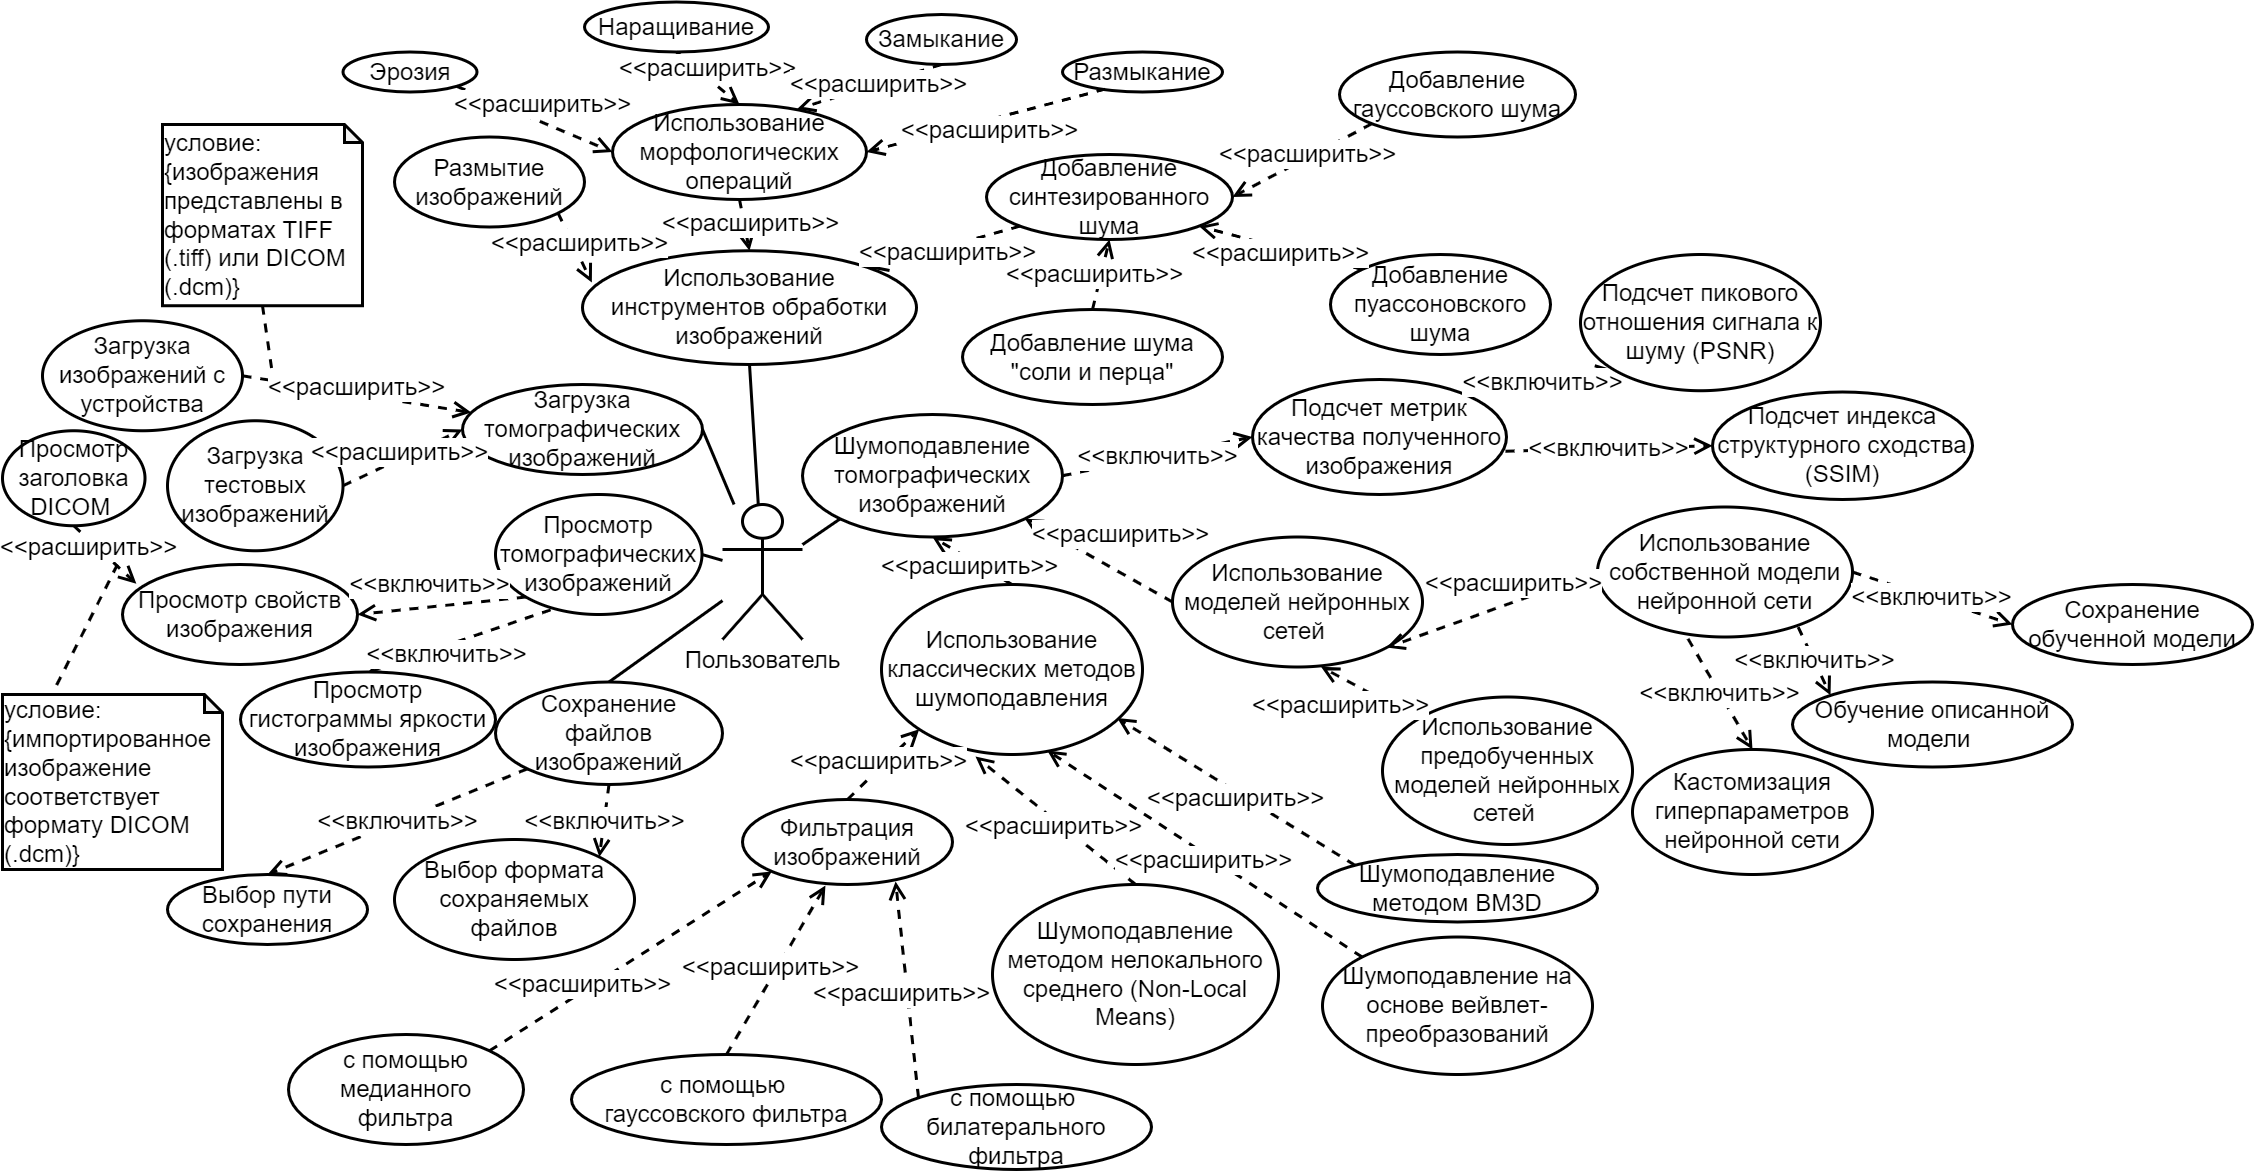 Наращивание
Замыкание
Эрозия
<<расширить>>
<<расширить>>
Размыкание
Добавление
гауссовского шума
<<расширить>>
<<расширить>>
Использование
морфологических
операций
условие:
{изображения
представлены в
форматах TIFF
(.tiff) или DICOM
(.dcm)}
Размытие
изображений
<<расширить>>
Добавление
синтезированного
шума
<<расширить>>
<<расширить>>
<<расширить>>
<<расширить>>
<<расширить>>
Использование
инструментов обработки
изображений
Добавление
пуассоновского
шума
Подсчет пикового
отношения сигнала к
шуму (PSNR)
Добавление шума
"соли и перца"
Загрузка
изображений с
устройства
<<расширить>>
Загрузка
томографических
изображений
<<включить>>
Подсчет метрик
качества полученного
изображения
Подсчет индекса
структурного сходства
(SSIM)
Просмотр
заголовка
DICOM
Загрузка
тестовых
изображений
<<расширить>>
Шумоподавление
томографических
изображений
<<включить>>
<<включить>>
<<расширить>>
Просмотр
томографических
изображений
<<расширить>>
<<расширить>>
Использование
моделей нейронных
сетей
Использование
собственной модели
нейронной сети
<<расширить>>
<<включить>>
<<включить>>
Просмотр свойств
изображения
Сохранение
обученной модели
Использование
классических методов
шумоподавления
<<включить>>
Пользователь
<<включить>>
<<включить>>
<<расширить>>
условие:
{импортированное
изображение
соответствует
формату DICOM
(.dcm)}
Просмотр
гистограммы яркости
изображения
Сохранение
файлов
изображений
Использование
предобученных
моделей нейронных
сетей
Обучение описанной
модели
Кастомизация
гиперпараметров
нейронной сети
<<расширить>>
<<расширить>>
<<включить>>
<<включить>>
<<расширить>>
<<расширить>>
Фильтрация
изображений
Выбор пути
сохранения
Выбор формата
сохраняемых
файлов
Шумоподавление
методом BM3D
Шумоподавление
методом нелокального
среднего (Non-Local
Means)
Шумоподавление на
основе вейвлет-
преобразований
<<расширить>>
<<расширить>>
<<расширить>>
с помощью
медианного
фильтра
с помощью
гауссовского фильтра
с помощью
билатерального
фильтра